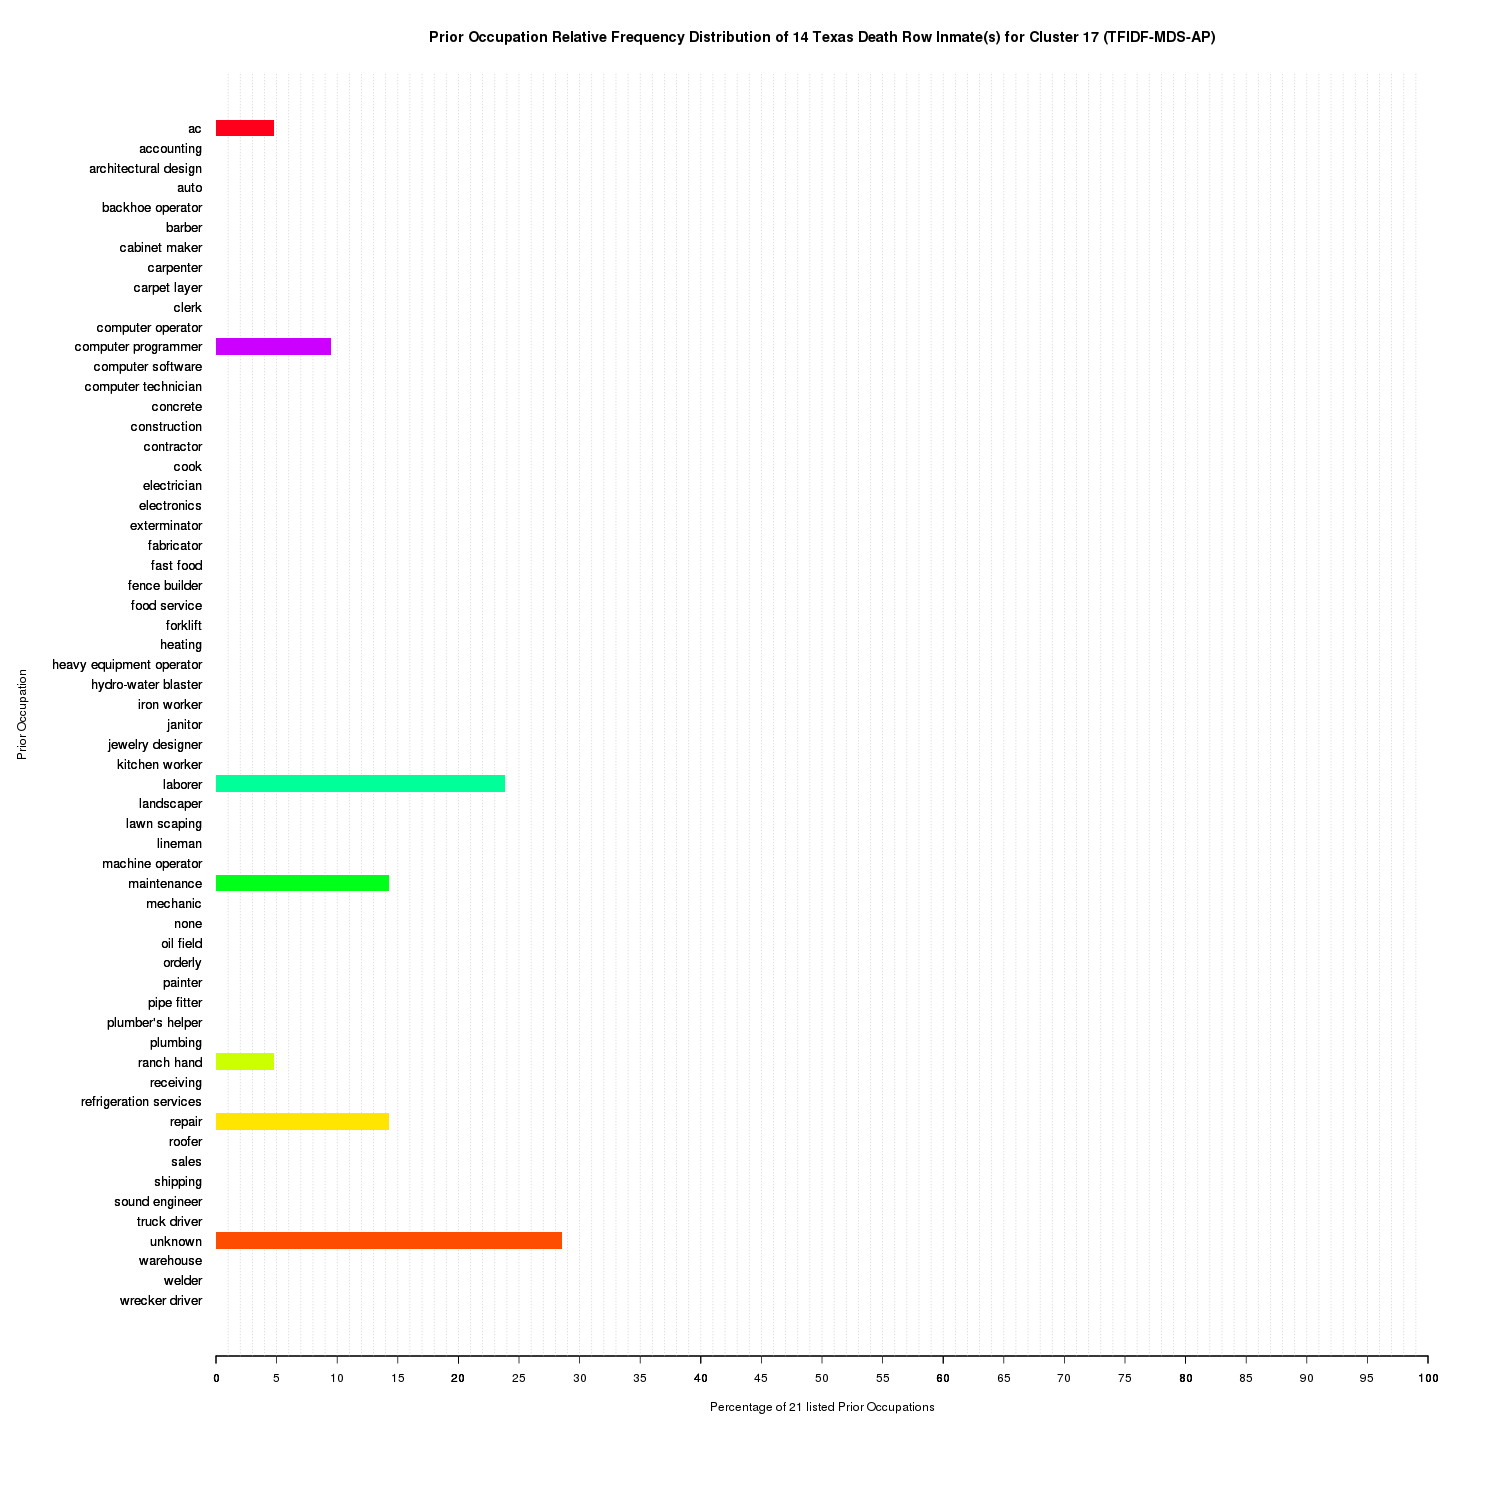 Prior Occupation Relative Frequency Distribution of 14 Texas Death Row Inmate(s) for Cluster 17 (TFIDF-MDS-AP)
Prior Occupation
ac
accounting
architectural design
auto
backhoe operator
barber
cabinet maker
carpenter
carpet layer
clerk
computer operator
computer programmer
computer software
computer technician
concrete
construction
contractor
cook
electrician
electronics
exterminator
fabricator
fast food
fence builder
food service
forklift
heating
heavy equipment operator
hydro-water blaster
iron worker
janitor
jewelry designer
kitchen worker
laborer
landscaper
lawn scaping
lineman
machine operator
maintenance
mechanic
none
oil field
orderly
painter
pipe fitter
plumber's helper
plumbing
ranch hand
receiving
refrigeration services
repair
roofer
sales
shipping
sound engineer
truck driver
unknown
warehouse
welder
wrecker driver
0 5 10 15 20 25 30 35 40 45 50 55 60 65 70 75 80 85 90 95 100
Percentage of 21 listed Prior Occupations